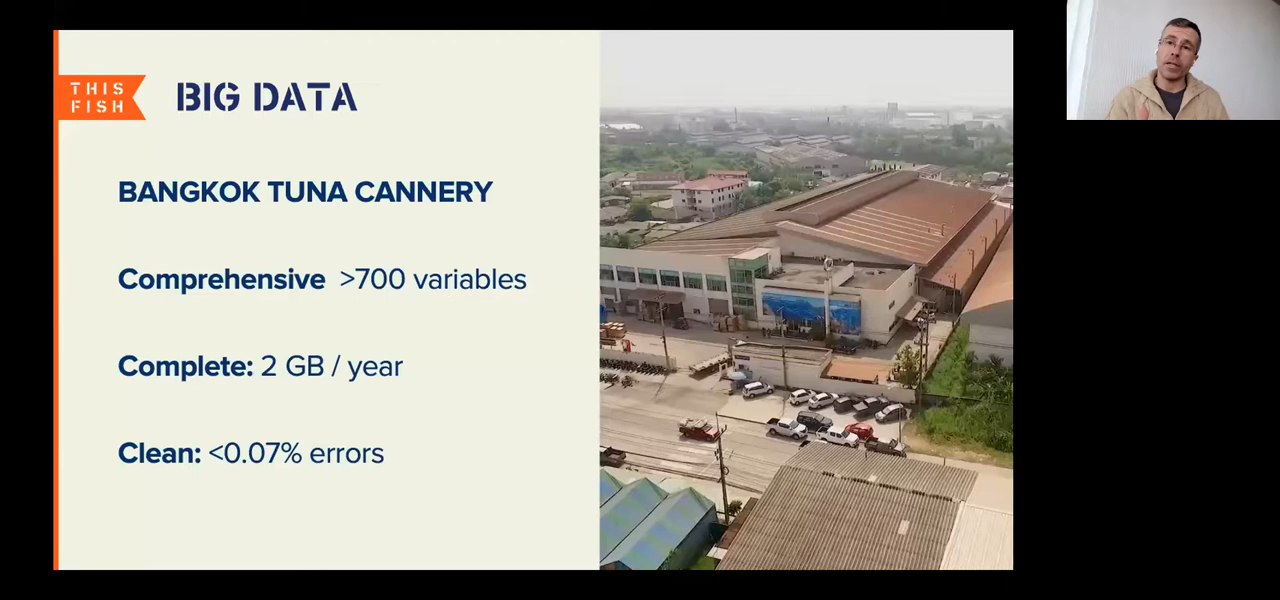 THIS
FISH
BIG DATA
BANGKOK TUNA CANNERY
Comprehensive >700 variables
Complete: 2 GB / year
Clean: <0.07% errors